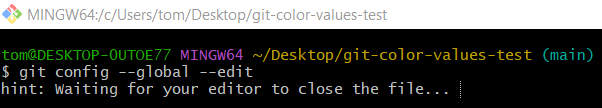 MINGW64:/c/Users/tom/Desktop/git-color-values-test
tom@DESKTOP-OUTOE77 MINGW64 ~/Desktop/git-color-values-test (main)
$ git config --global --edit
hint: Waiting for your editor to close the file...